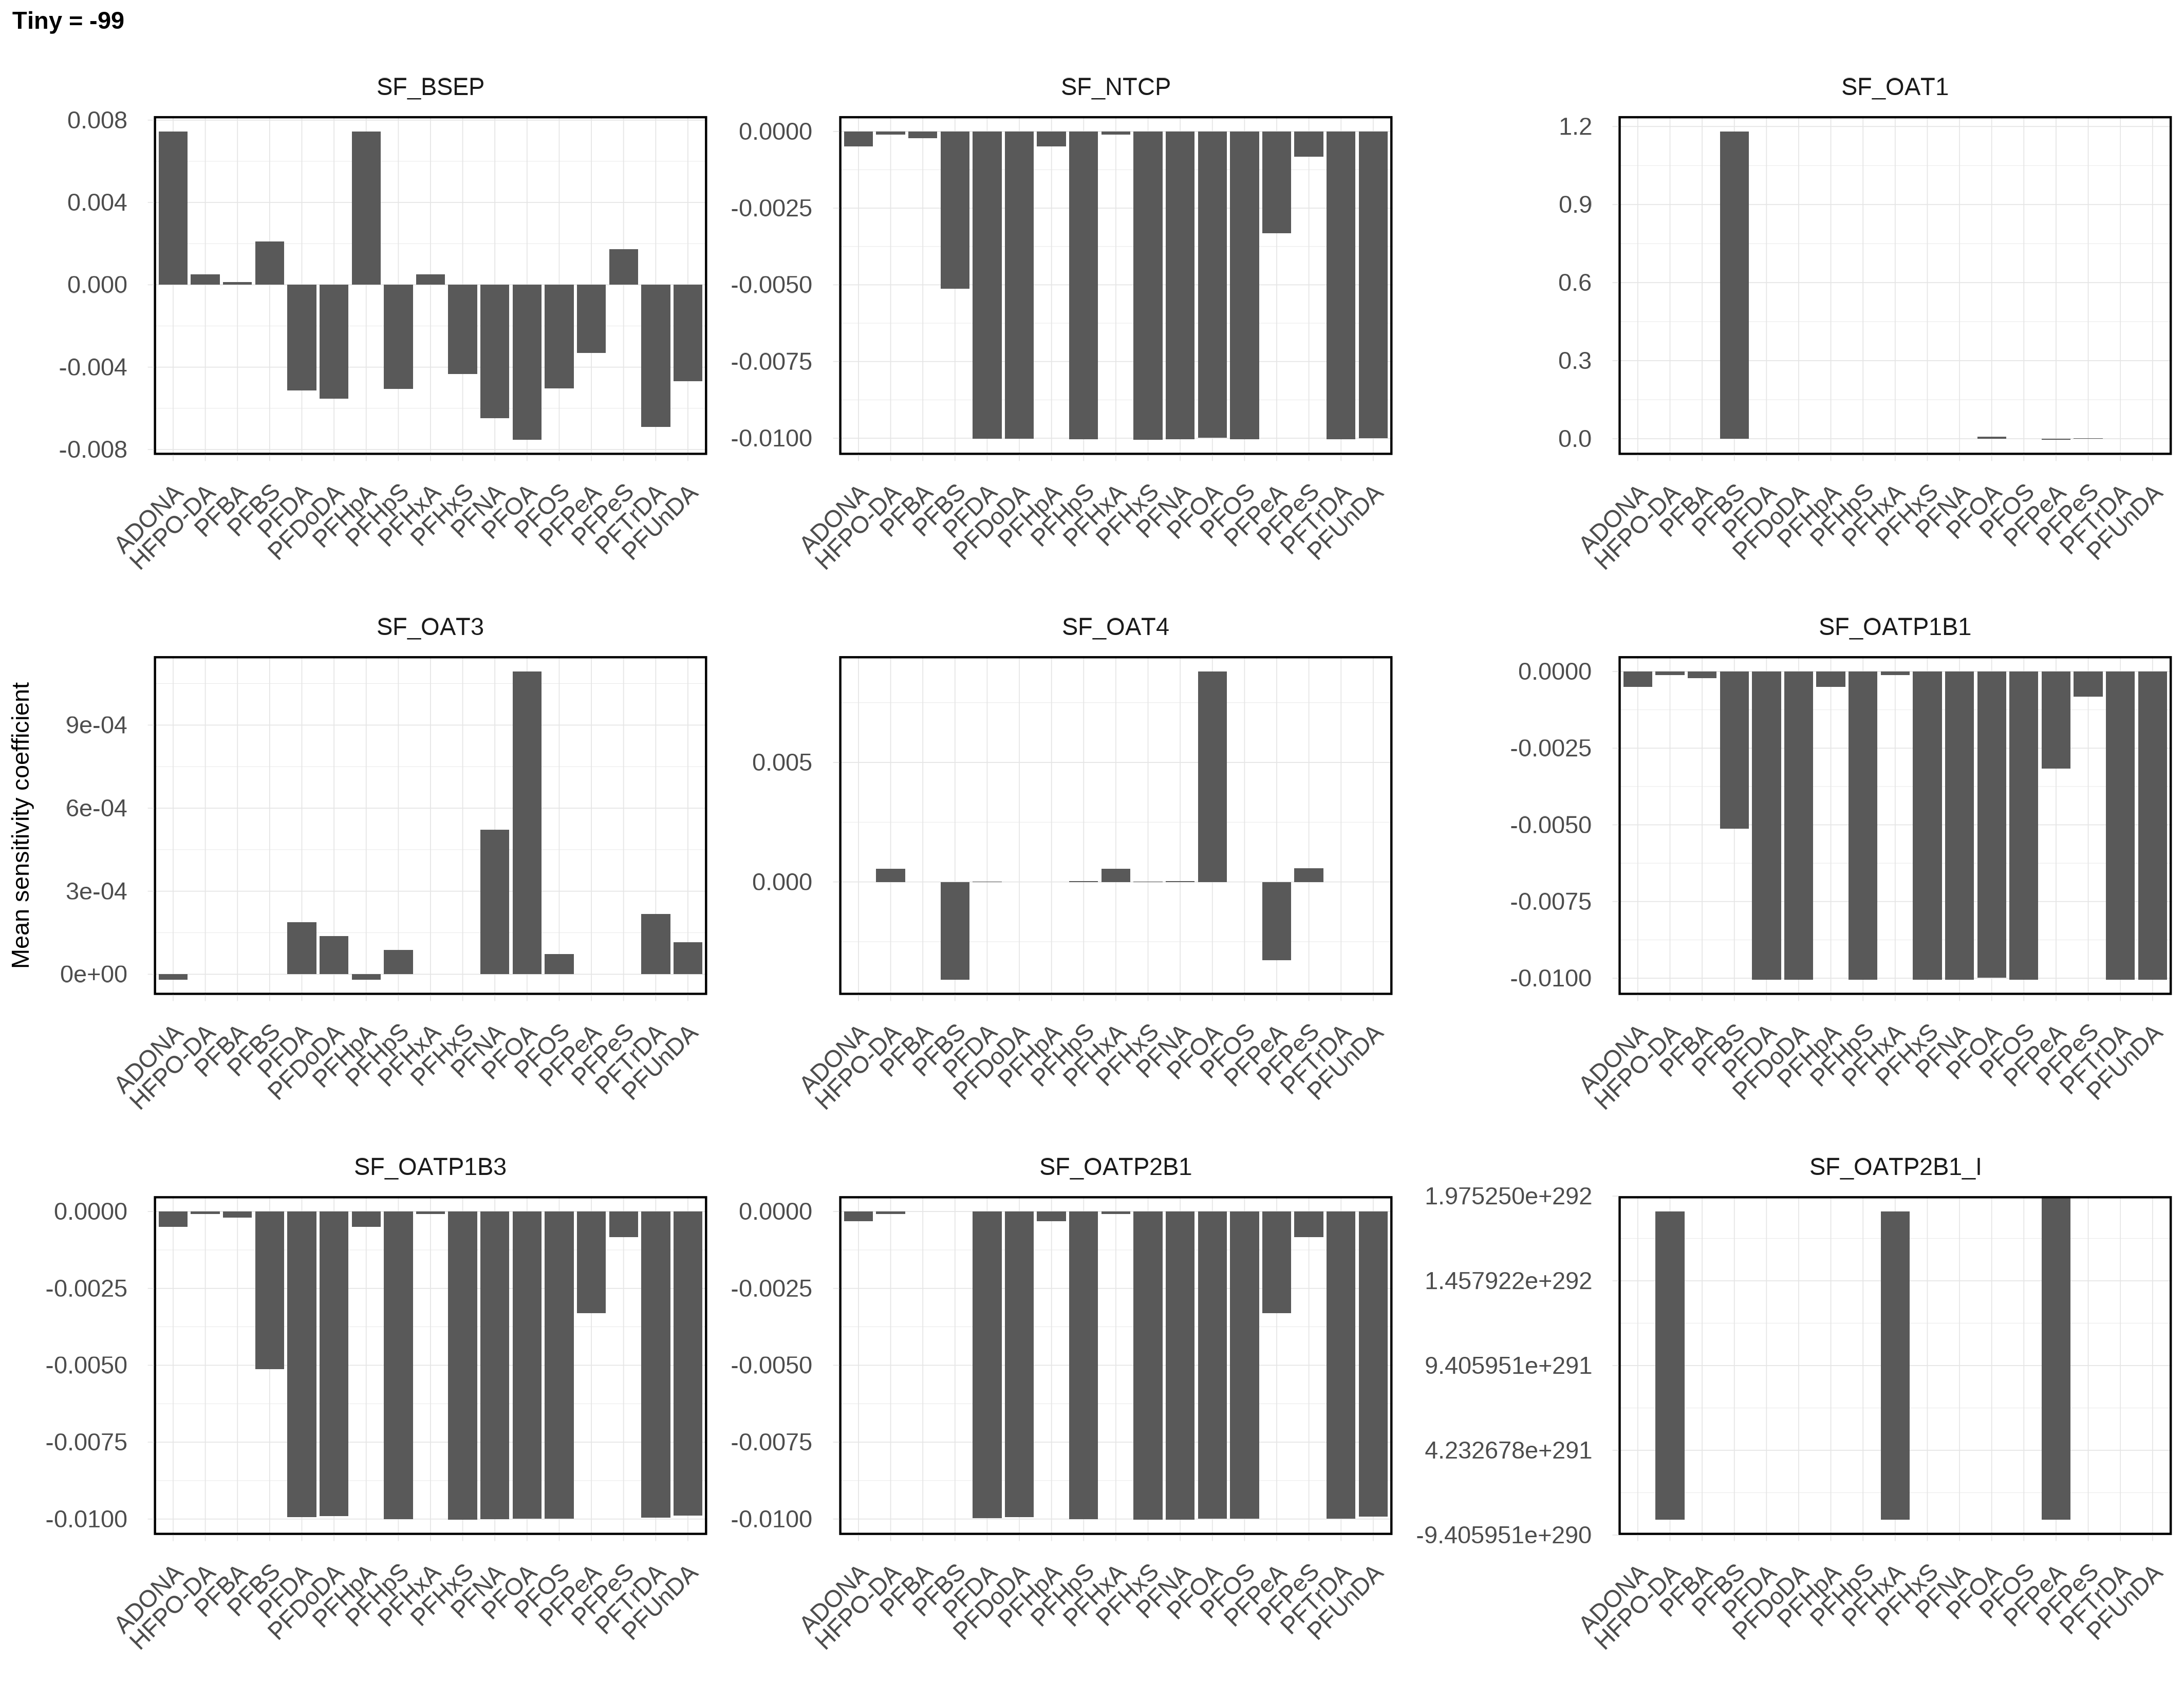 Tiny = -99
SF_BSEP
0.008
0.004
0.000
-0.004
-0.008
ADONA
HFPO-DA
PFBA
PFBS
PFDA
PFDoDA
PFHpA
PFHpS
PFHxA
PFHxS
PFNA
PFOA
PFOS
PFPeA
PFPeS
PFTrDA
PFUnDA
SF_NTCP
0.0000
-0.0025
-0.0050
-0.0075
-0.0100
ADONA
HFPO-DA
PFBA
PFBS
PFDA
PFDoDA
PFHpA
PFHpS
PFHxA
PFHxS
PFNA
PFOA
PFOS
PFPeA
PFPeS
PFTrDA
PFUnDA
SF_OAT1
1.2
0.9
0.6
0.3
0.0
ADONA
HFPO-DA
PFBA
PFBS
PFDA
PFDoDA
PFHpA
PFHpS
PFHxA
PFHxS
PFNA
PFOA
PFOS
PFPeA
PFPeS
PFTrDA
PFUnDA
Mean sensitivity coefficient
SF_OAT3
9e-04
6e-04
3e-04
0e+00
ADONA
HFPO-DA
PFBA
PFBS
PFDA
PFDoDA
PFHpA
PFHpS
PFHxA
PFHxS
PFNA
PFOA
PFOS
PFPeA
PFPeS
PFTrDA
PFUnDA
SF_OAT4
0.005
0.000
ADONA
HFPO-DA
PFBA
PFBS
PFDA
PFDoDA
PFHpA
PFHpS
PFHxA
PFHxS
PFNA
PFOA
PFOS
PFPeA
PFPeS
PFTrDA
PFUnDA
SF_OATP1B1
0.0000
-0.0025
-0.0050
-0.0075
-0.0100
ADONA
HFPO-DA
PFBA
PFBS
PFDA
PFDoDA
PFHpA
PFHpS
PFHxA
PFHxS
PFNA
PFOA
PFOS
PFPeA
PFPeS
PFTrDA
PFUnDA
SF_OATP1B3
0.0000
-0.0025
-0.0050
-0.0075
-0.0100
ADONA
HFPO-DA
PFBA
PFBS
PFDA
PFDoDA
PFHpA
PFHpS
PFHxA
PFHxS
PFNA
PFOA
PFOS
PFPeA
PFPeS
PFTrDA
PFUnDA
SF_OATP2B1
0.0000
-0.0025
-0.0050
-0.0075
-0.0100
ADONA
HFPO-DA
PFBA
PFBS
PFDA
PFDoDA
PFHpA
PFHpS
PFHxA
PFHxS
PFNA
PFOA
PFOS
PFPeA
PFPeS
PFTrDA
PFUnDA
SF_OATP2B1_I
1.975250e+292
1.457922e+292
9.405951e+291
4.232678e+291
-9.405951e+290
ADONA
HFPO-DA
PFBA
PFBS
PFDA
PFDoDA
PFHpA
PFHpS
PFHxA
PFHxS
PFNA
PFOA
PFOS
PFPeA
PFPeS
PFTrDA
PFUnDA